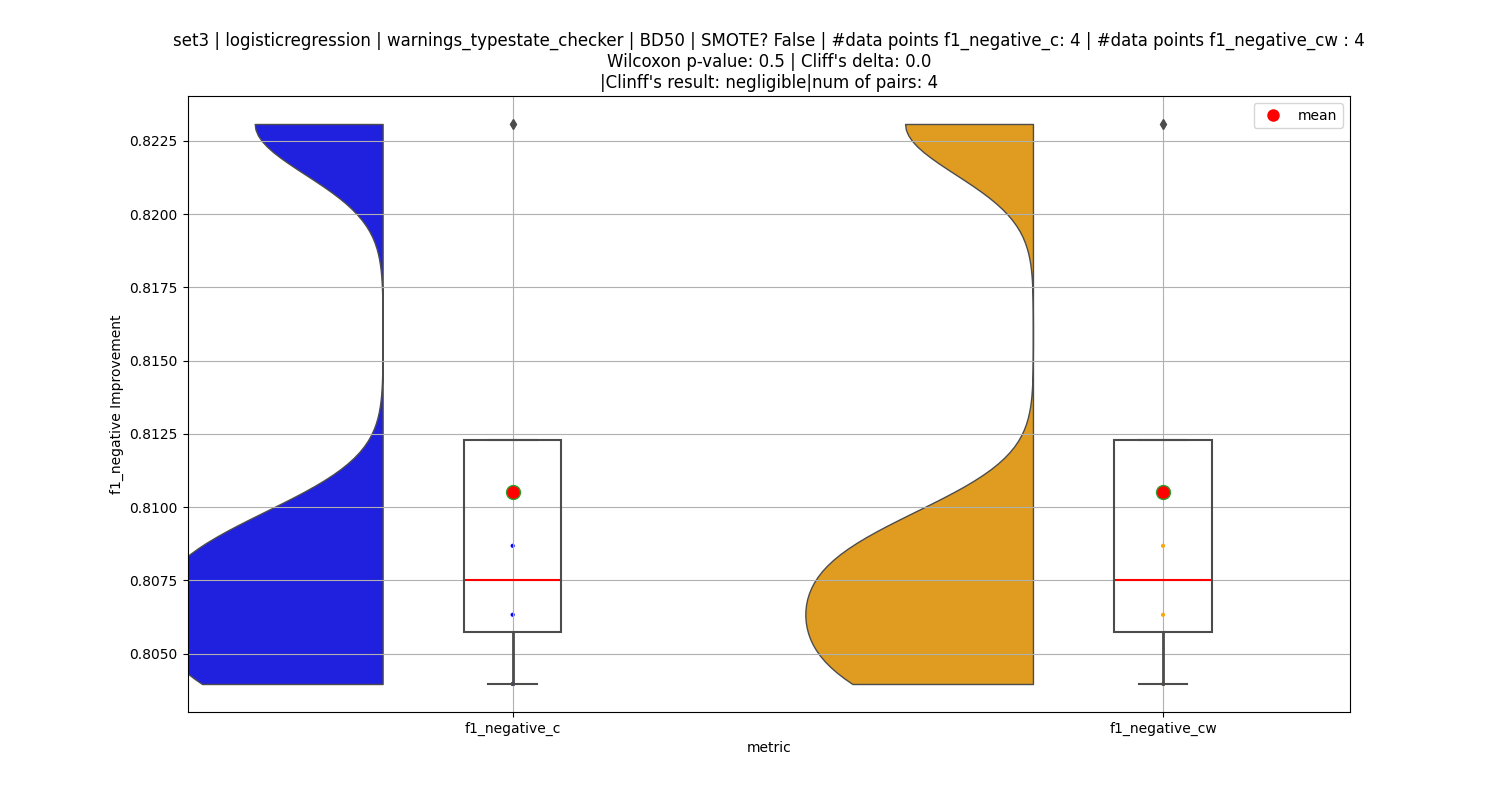 set3 | logisticregression | warnings_typestate_checker | BD50 | SMOTE? False | #data points f1_negative_c: 4 | #data points f1_negative_cw : 4
Wilcoxon p-value: 0.5 | Cliff's delta: 0.0
|Clinff's result: negligible|num of pairs: 4
mean
0.8225
0.8200
0.8175
0.8150
0.8125
0.8100
0.8075
0.8050
f1_negative Improvement
f1_negative_c
f1_negative_cw
metric